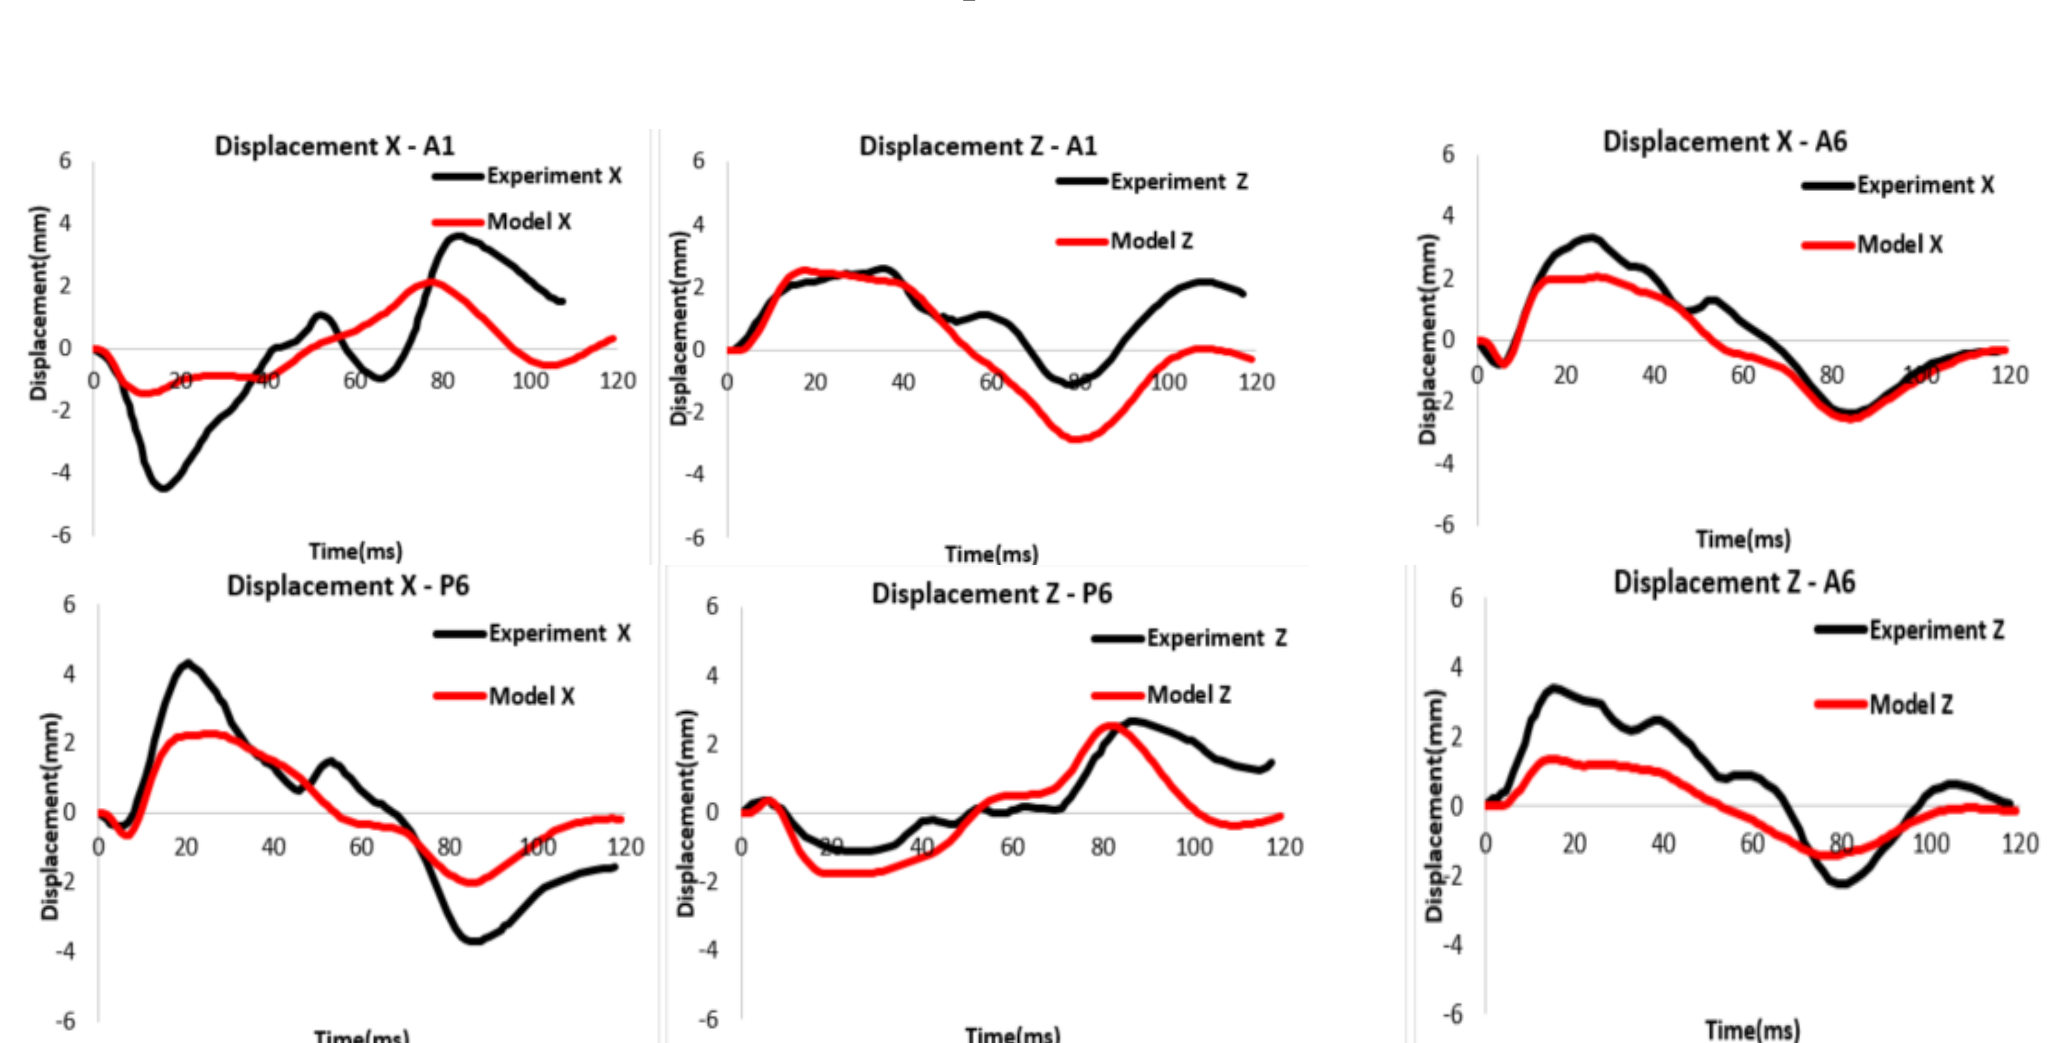 Displacement X - A1
6
4
2
0
-2
-4
-6
0 20 40 60 80 100 120
Displacement(mm)
Time(ms)
Experiment X
Model X
Displacement Z - A1
6
4
2
0
-2
-4
-6
0 20 40 60 80 100 120
Displacement(mm)
Time(ms)
Experiment Z
Model Z
Displacement X - A6
6
4
2
0
-2
-4
-6
0 20 40 60 80 100 120
Displacement(mm)
Time(ms)
Experiment X
Model X
Displacement X - P6
6
4
2
0
-2
-4
-6
0 20 40 60 80 100 120
Displacement(mm)
Time(ms)
Experiment X
Model X
Displacement Z - P6
6
4
2
0
-2
-4
-6
0 20 40 60 80 100 120
Displacement(mm)
Time(ms)
Experiment Z
Model Z
Displacement Z - A6
6
4
2
0
-2
-4
-6
0 20 40 60 80 100 120
Displacement(mm)
Time(ms)
Experiment Z
Model Z